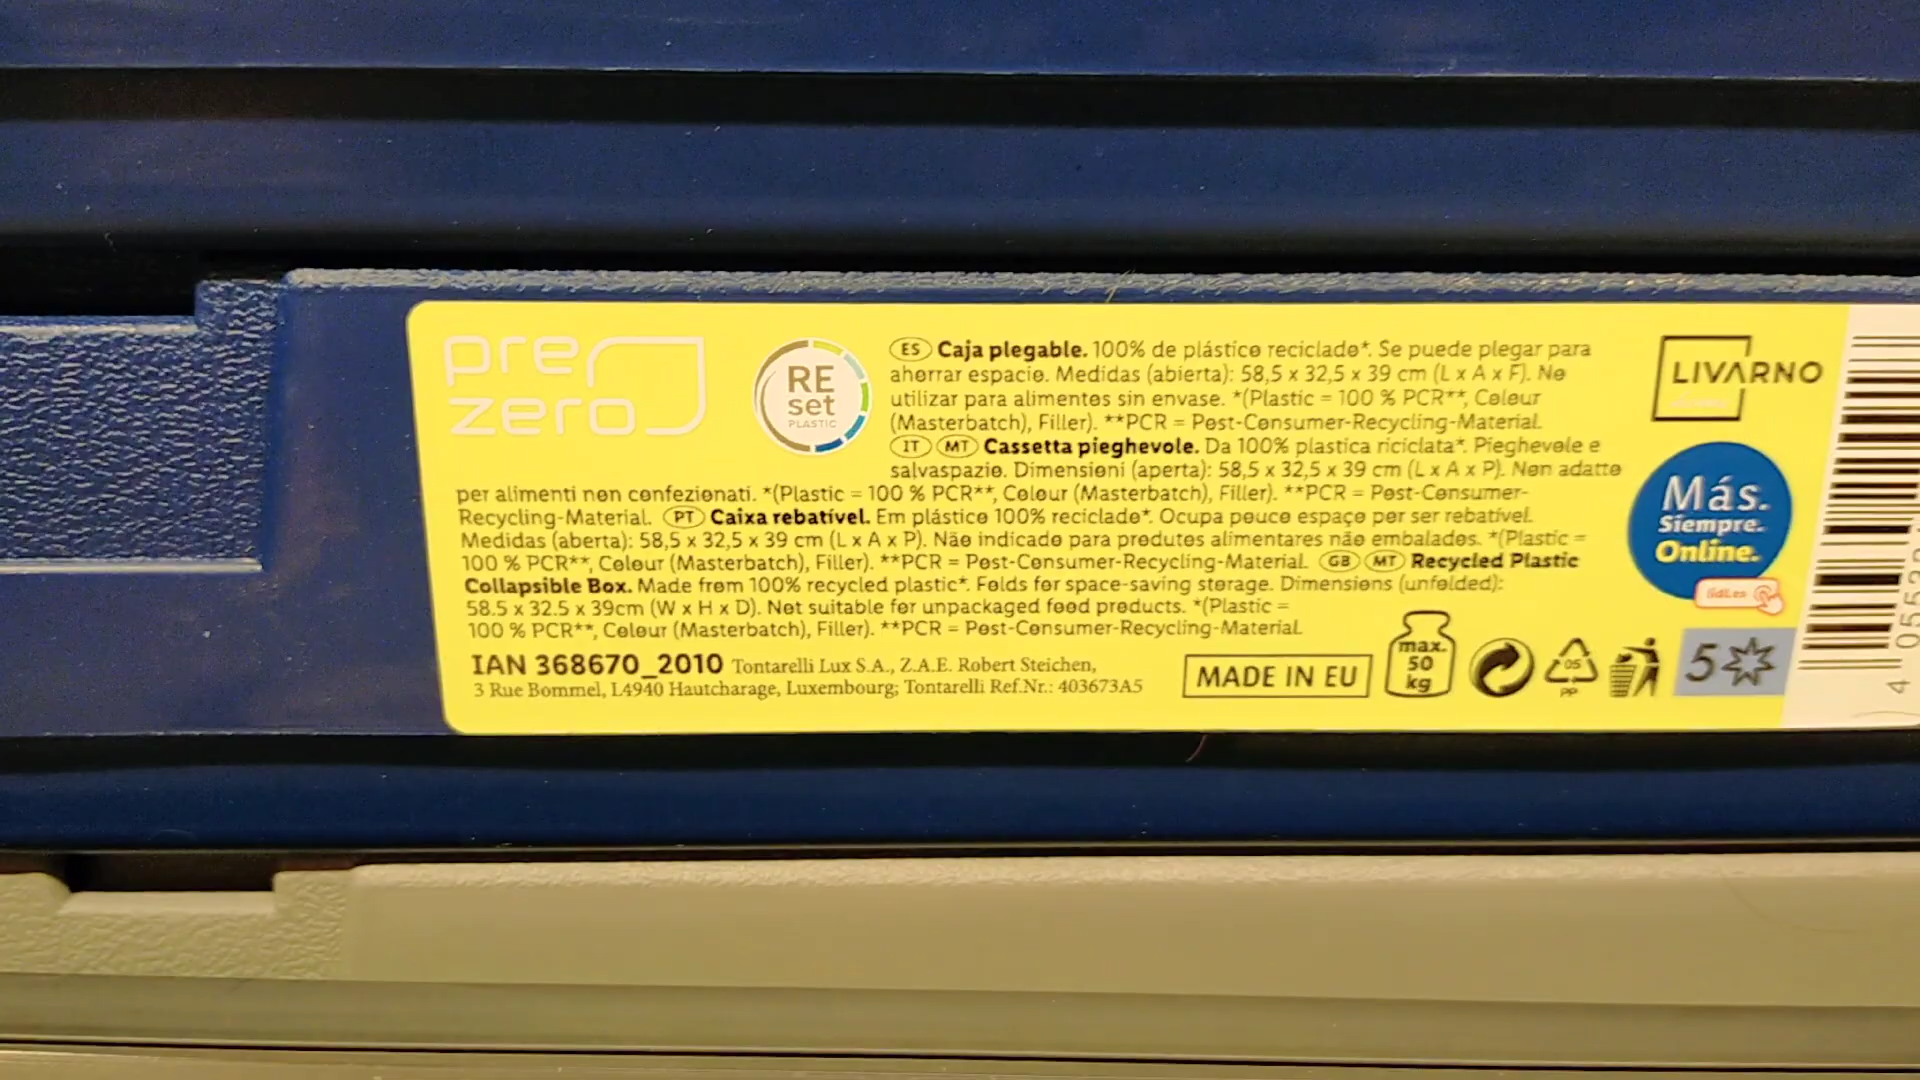 pre
zero
RE
set
PLASTIC
ES Caja plegable. 100% de plástico reciclado*. Se puede plegar para
ahorrar espacio. Medidas (abierta): 58,5 x 32,5 x 39 cm (L x A x F). No
utilizar para alimentos sin envase. *(Plastic = 100 % PCR**, Colour
(Masterbatch), Filler). **PCR = Post-Consumer-Recycling-Material.
IT MT Cassetta pieghevole. Da 100% plastica riciclata*. Pieghevole e
salvaspazio. Dimensioni (aperta): 58,5 x 32,5 x 39 cm (L x A x P). Non adatto
per alimenti non confezionati. *(Plastic = 100 % PCR**, Colour (Masterbatch), Filler). **PCR = Post-Consumer-
Recycling-Material. PT Caixa rebatível. Em plástico 100% reciclado*. Ocupa pouco espaço por ser rebatível.
Medidas (aberta): 58,5 x 32,5 x 39 cm (L x A x P). Não indicado para produtos alimentares não embalados. *(Plastic =
100 % PCR**, Colour (Masterbatch), Filler). **PCR = Post-Consumer-Recycling-Material. GB MT Recycled Plastic
Collapsible Box. Made from 100% recycled plastic*. Folds for space-saving storage. Dimensions (unfolded):
58.5 x 32.5 x 39cm (W x H x D). Not suitable for unpackaged food products. *(Plastic =
100 % PCR**, Colour (Masterbatch), Filler). **PCR = Post-Consumer-Recycling-Material.
IAN 368670_2010 Tontarelli Lux S.A., Z.A.E. Robert Steichen,
3 Rue Bommel, L4940 Hautcharage, Luxembourg; Tontarelli Ref.Nr.: 403673A5
MADE IN EU
max.
50
kg
05
PP
5
LIVARNO
Más.
Siempre.
Online.
lidl.es